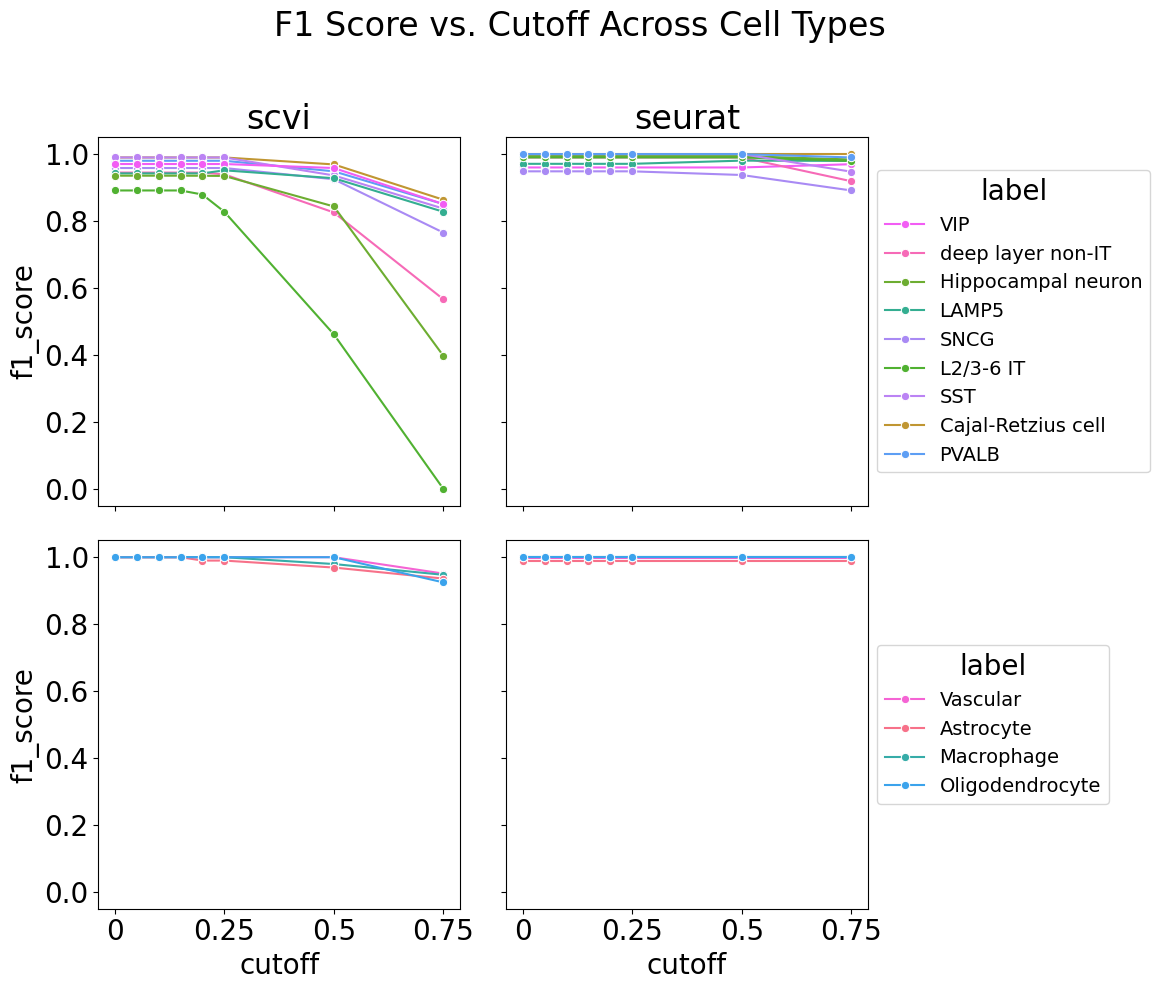 F1 Score vs. Cutoff Across Cell Types
scvi
seurat
1.0
0.8
0.6
0.4
0.2
0.0
f1_score
label
VIP
deep layer non-IT
Hippocampal neuron
LAMP5
SNCG
L2/3-6 IT
SST
Cajal-Retzius cell
PVALB
1.0
0.8
0.6
0.4
0.2
0.0
f1_score
label
Vascular
Astrocyte
Macrophage
Oligodendrocyte
0 0.25 0.5 0.75
cutoff
0 0.25 0.5 0.75
cutoff